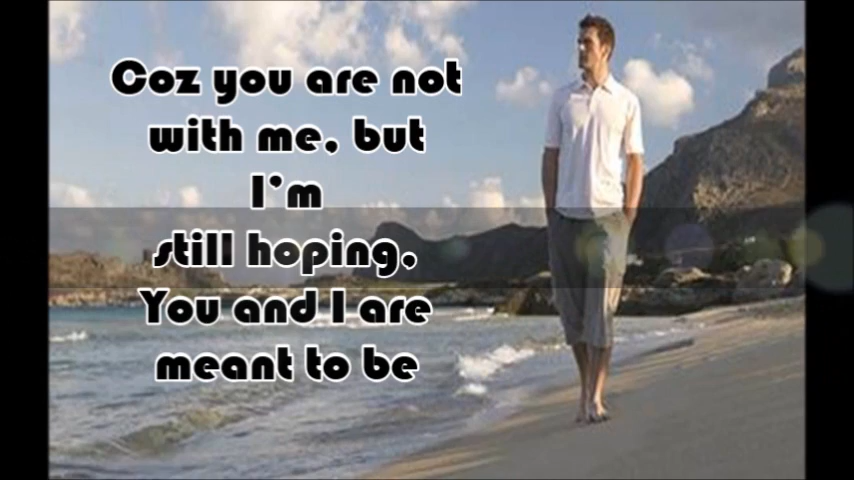 Coz you are not
with me, but
I'm
still hoping,
You and I are
meant to be